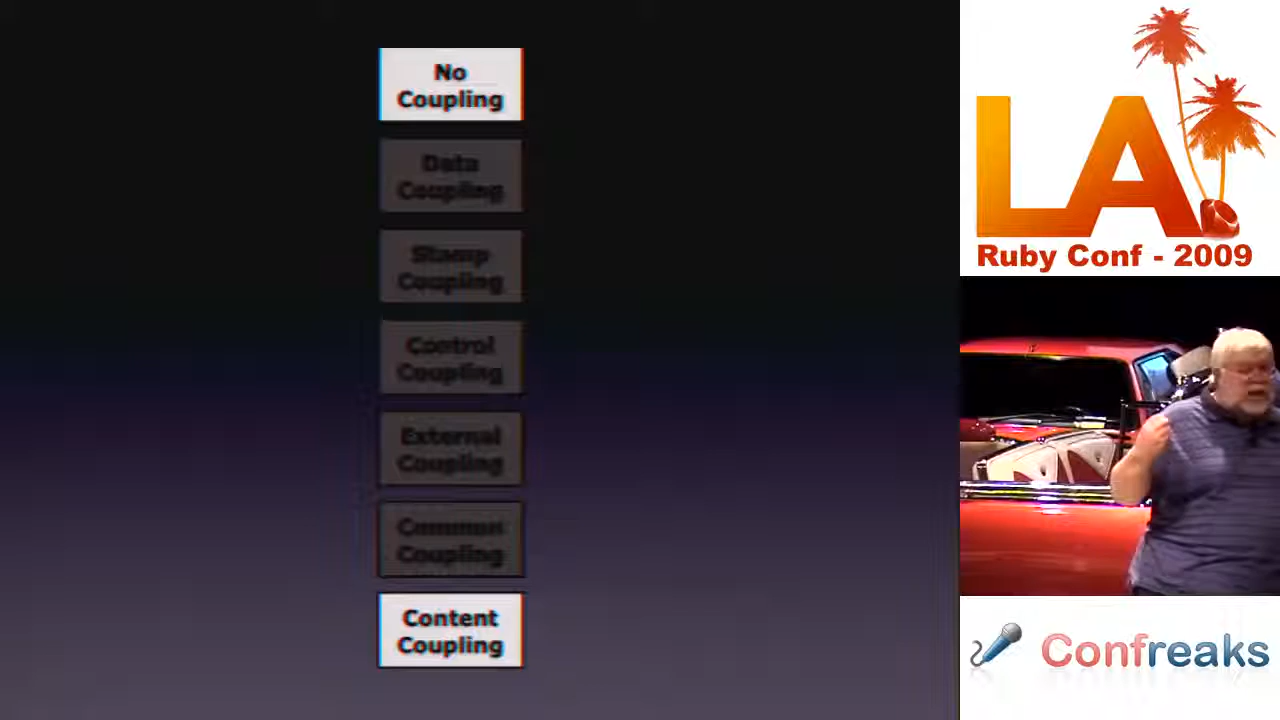 No
Coupling
Data
Coupling
Stamp
Coupling
Control
Coupling
External
Coupling
Common
Coupling
Content
Coupling
LA
Ruby Conf - 2009
Confreaks